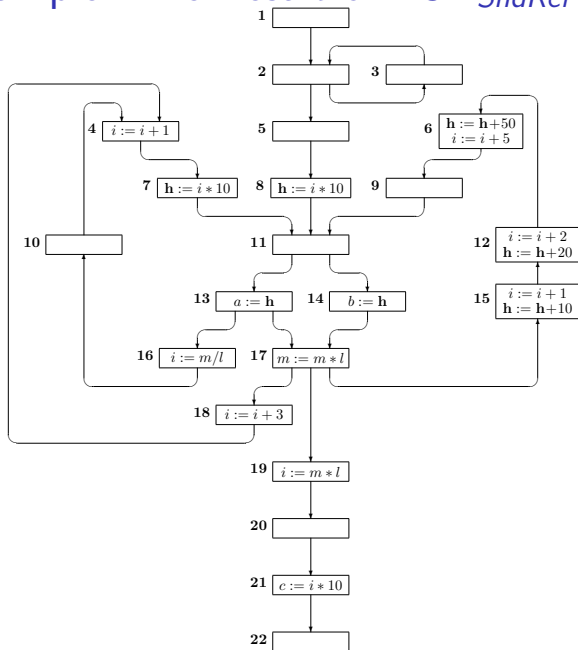 1
2
3
4 i := i + 1
5
6 h := h+50
i := i + 5
7 h := i * 10
8 h := i * 10
9
10
11
12 i := i + 2
h := h+20
13 a := h
14 b := h
15 i := i + 1
h := h+10
16 i := m/l
17 m := m * l
18 i := i + 3
19 i := m * l
20
21 c := i * 10
22